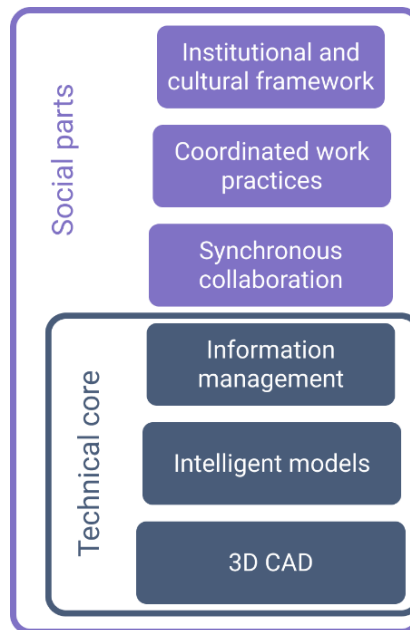 Social parts
Institutional and
cultural framework
Coordinated work
practices
Synchronous
collaboration
Technical core
Information
management
Intelligent models
3D CAD